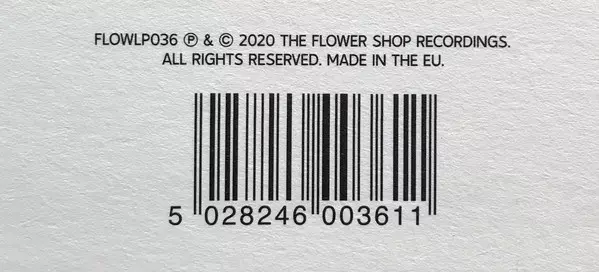 FLOWLP036 ℗ & © 2020 THE FLOWER SHOP RECORDINGS.
ALL RIGHTS RESERVED. MADE IN THE EU.
5 028246 003611